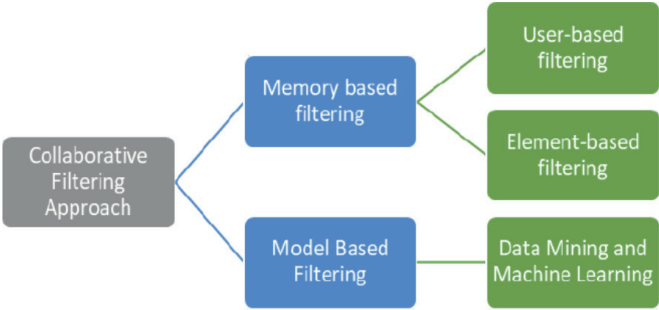 Collaborative
Filtering
Approach
Memory based
filtering
User-based
filtering
Element-based
filtering
Model Based
Filtering
Data Mining and
Machine Learning